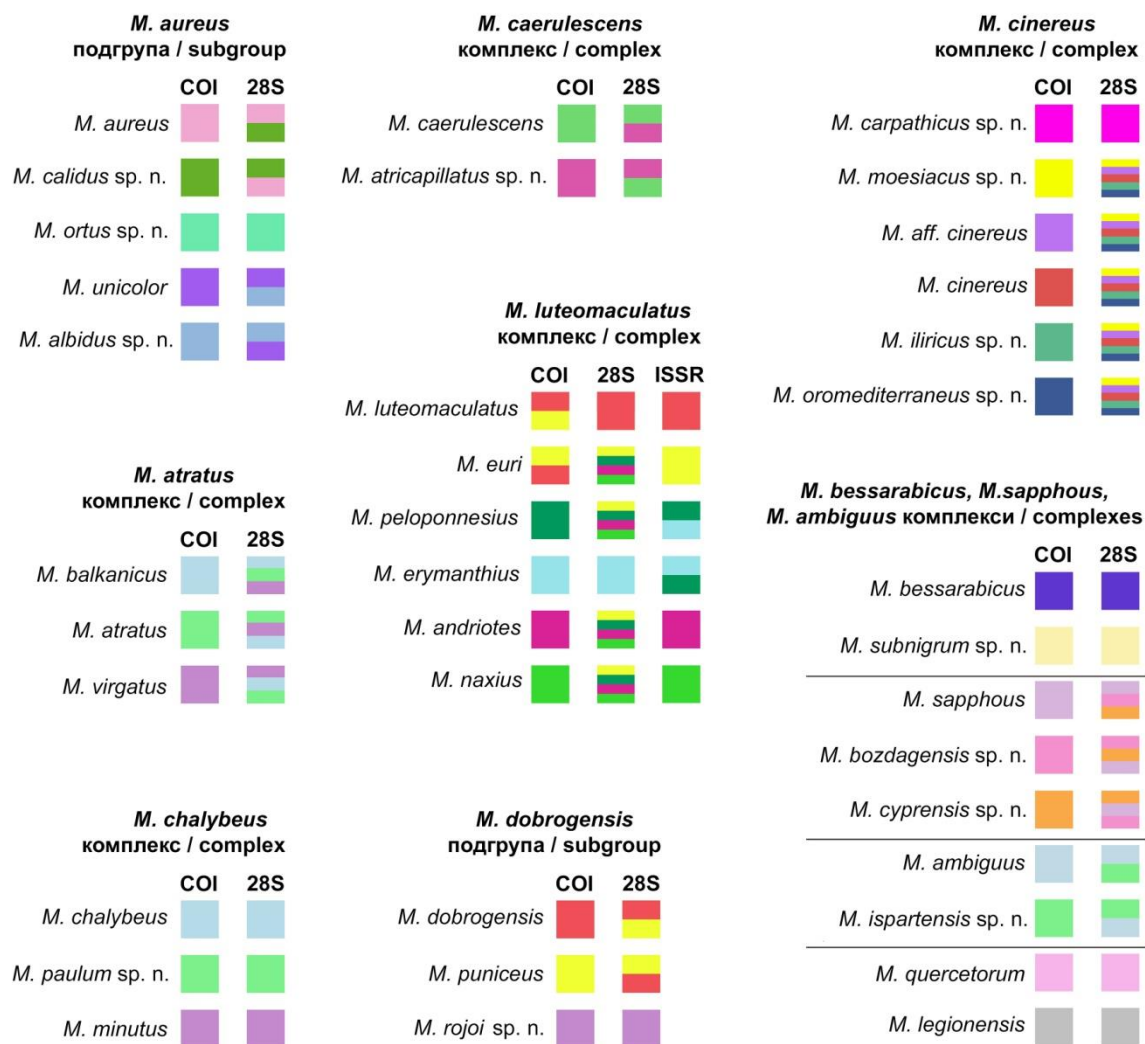 M. aureus
подгрупа / subgroup
COI 28S
M. aureus
M. calidus sp. n.
M. ortus sp. n.
M. unicolor
M. albidus sp. n.
M. caerulescens
комплекс / complex
COI 28S
M. caerulescens
M. atricapillatus sp. n.
M. cinereus
комплекс / complex
COI 28S
M. carpathicus sp. n.
M. moesiacus sp. n.
M. aff. cinereus
M. cinereus
M. iliricus sp. n.
M. oromediterraneus sp. n.
M. luteomaculatus
комплекс / complex
COI 28S ISSR
M. luteomaculatus
M. euri
M. peloponnesius
M. erymanthius
M. andriotes
M. naxius
M. atratus
комплекс / complex
COI 28S
M. balkanicus
M. atratus
M. virgatus
M. bessarabicus, M.sapphous,
M. ambiguus комплекси / complexes
COI 28S
M. bessarabicus
M. subnigrum sp. n.
M. sapphous
M. bozdagensis sp. n.
M. cyprensis sp. n.
M. ambiguus
M. ispartensis sp. n.
M. quercetorum
M. legionensis
M. chalybeus
комплекс / complex
COI 28S
M. chalybeus
M. paulum sp. n.
M. minutus
M. dobrogensis
подгрупа / subgroup
COI 28S
M. dobrogensis
M. puniceus
M. rojoi sp. n.